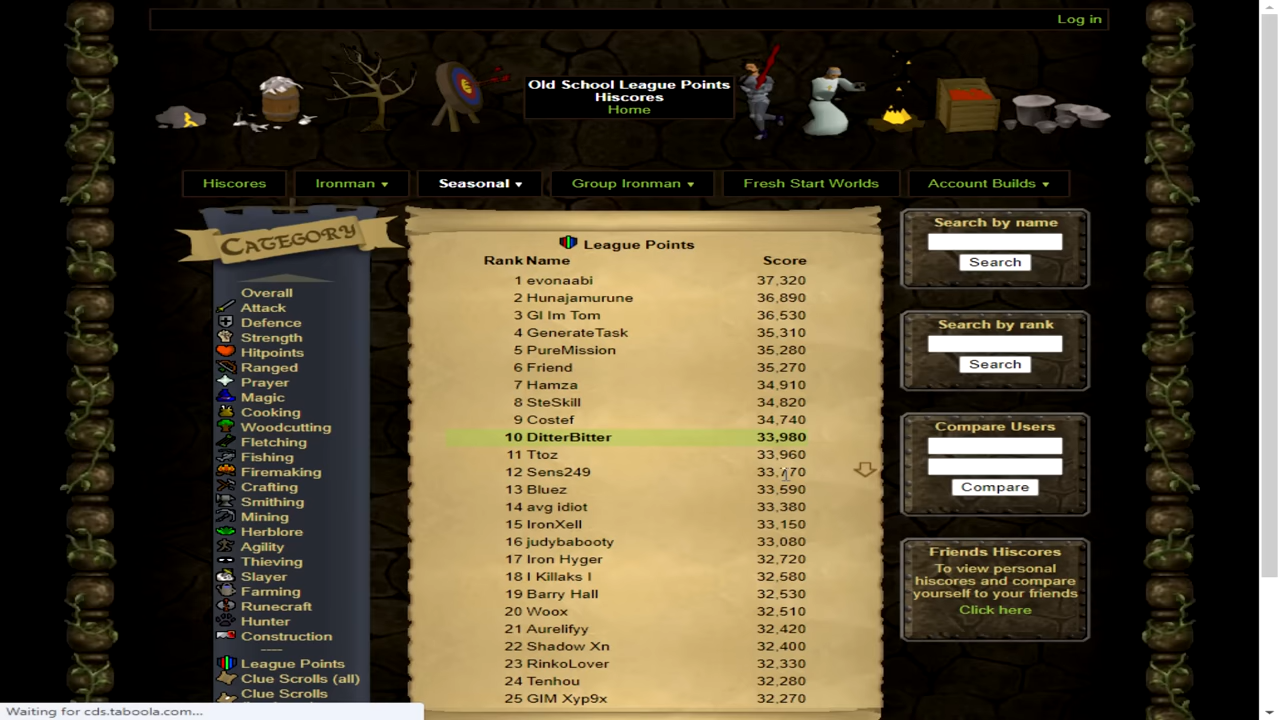 Log in
Old School League Points
Hiscores
Home
Hiscores
Ironman
Seasonal
Group Ironman
Fresh Start Worlds
Account Builds
Category
Overall
Attack
Defence
Strength
Hitpoints
Ranged
Prayer
Magic
Cooking
Woodcutting
Fletching
Fishing
Firemaking
Crafting
Smithing
Mining
Herblore
Agility
Thieving
Slayer
Farming
Runecraft
Hunter
Construction
----
League Points
Clue Scrolls (all)
Clue Scrolls
League Points
Rank Name Score
1 evonaabi 37,320
2 Hunajamurune 36,890
3 GI Im Tom 36,530
4 GenerateTask 35,310
5 PureMission 35,280
6 Friend 35,270
7 Hamza 34,910
8 SteSkill 34,820
9 Costef 34,740
10 DitterBitter 33,980
11 Ttoz 33,960
12 Sens249
13 Bluez 33,590
14 avg idiot 33,380
15 IronXell 33,150
16 judybabooty 33,080
17 Iron Hyger 32,720
18 I Killaks I 32,580
19 Barry Hall 32,530
20 Woox 32,510
21 Aurelifyy 32,420
22 Shadow Xn 32,400
23 RinkoLover 32,330
24 Tenhou 32,280
25 GIM Xyp9x 32,270
Search by name
Search
Search by rank
Search
Compare Users
Compare
Friends Hiscores
To view personal
hiscores and compare
yourself to your friends
Click here
Waiting for cds.taboola.com...